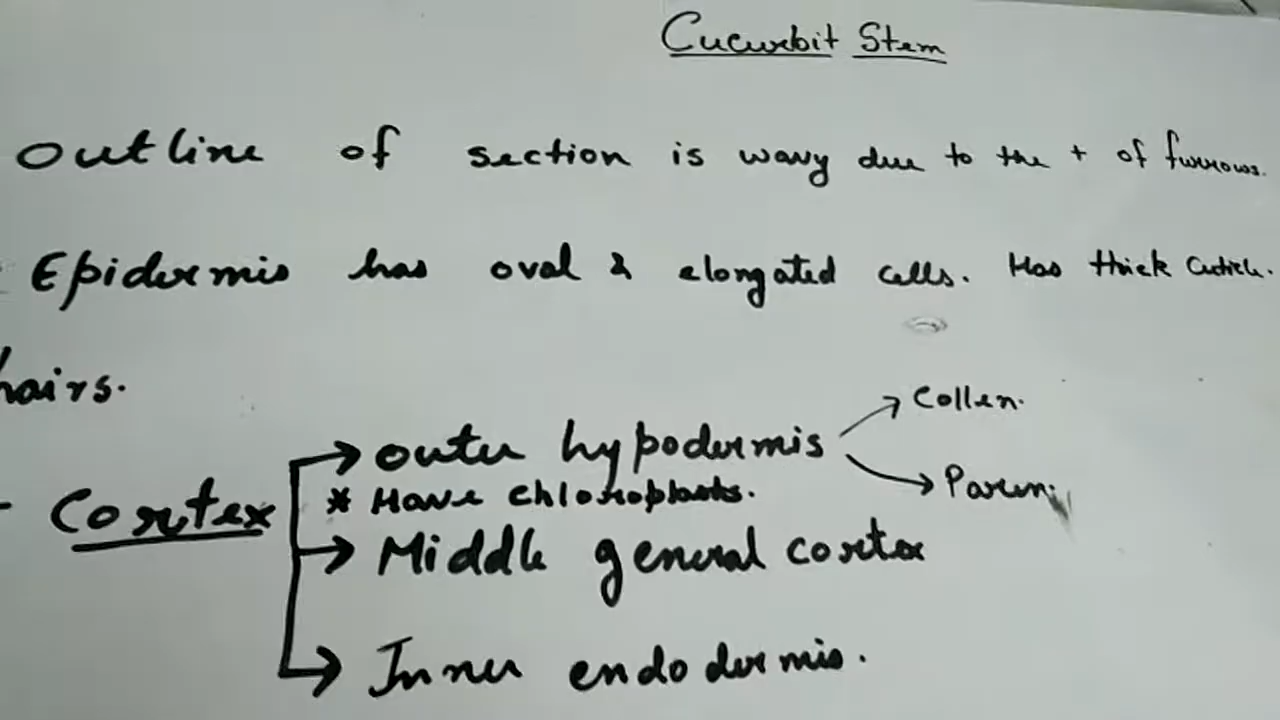 Cucurbit Stem
Outline of section is wavy due to the + of furrows.
Epidermis has oval & elongated cells. Has thick Cuticle.
hairs.
Collen.
Outer hypodermis
Paren.
* Have Chloroplasts.
Cortex
Middle general cortex
Inner endodermis.